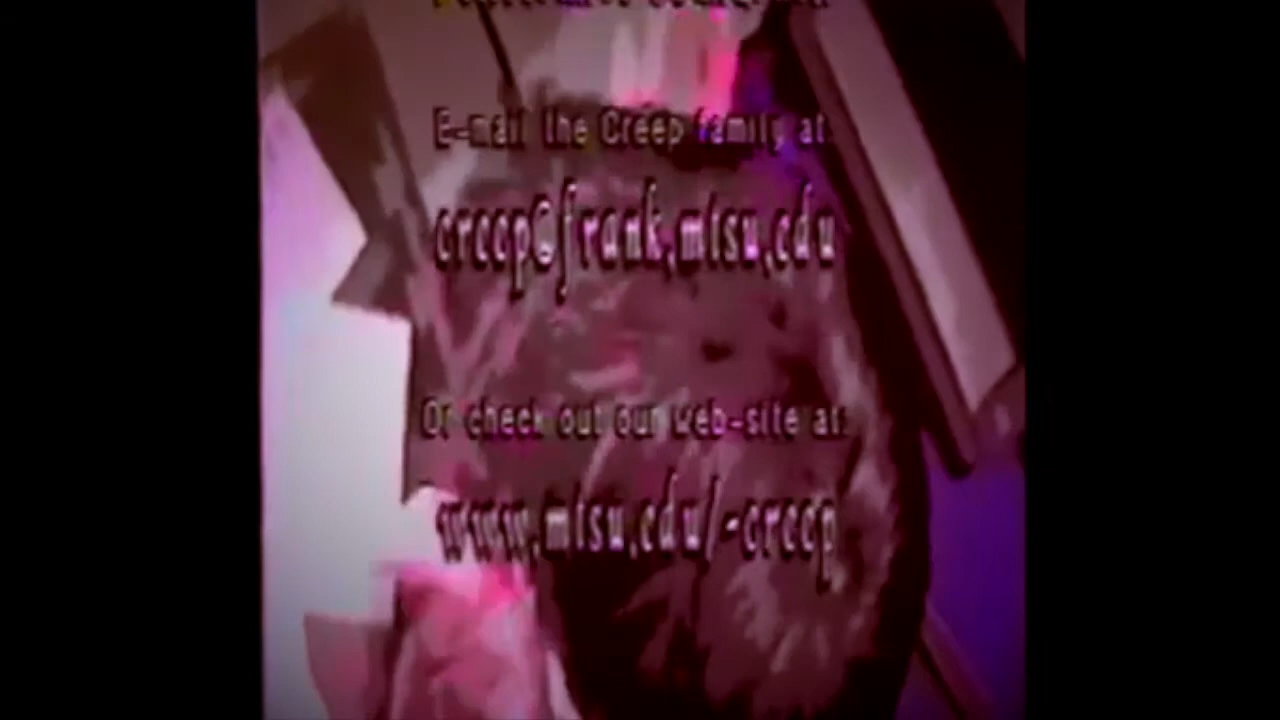 E-mail the Creep family at:
creep@frank.mtsu.edu
Or check out our web-site at:
www.mtsu.edu/~creep